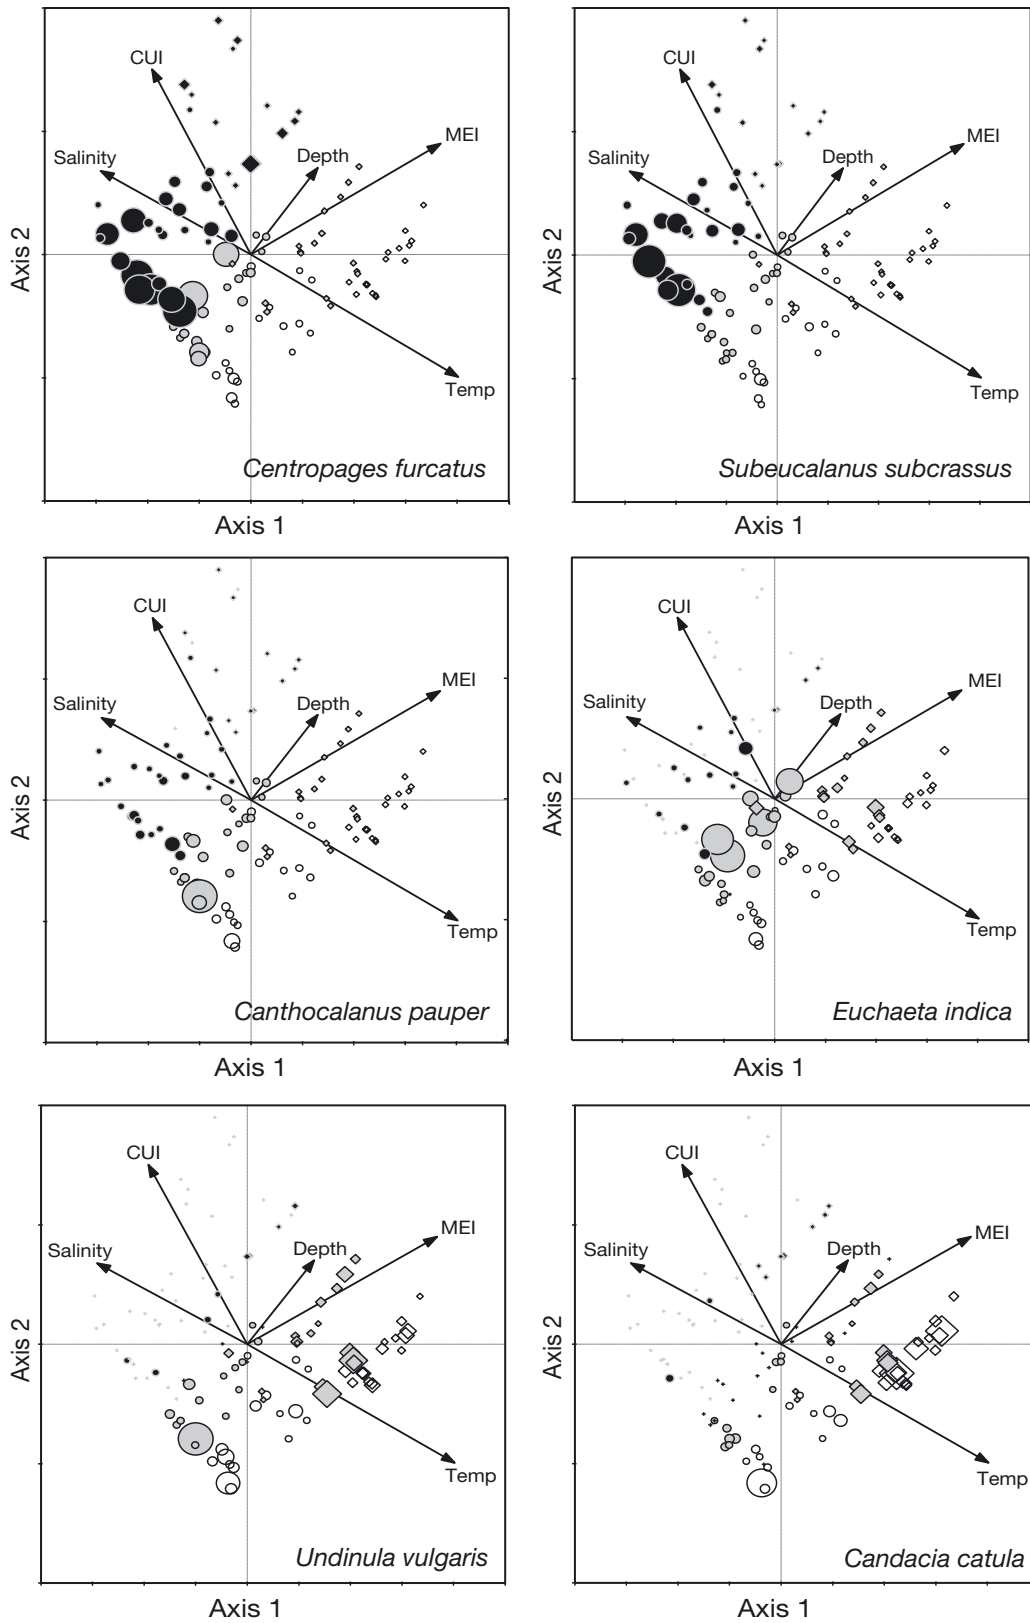 CUI
MEI
Salinity
Depth
Axis 2
Temp
Centropages furcatus
Axis 1
CUI
MEI
Salinity
Depth
Axis 2
Temp
Subeucalanus subcrassus
Axis 1
CUI
MEI
Salinity
Depth
Axis 2
Temp
Canthocalanus pauper
Axis 1
CUI
MEI
Salinity
Depth
Axis 2
Temp
Euchaeta indica
Axis 1
CUI
MEI
Salinity
Depth
Axis 2
Temp
Undinula vulgaris
Axis 1
CUI
MEI
Salinity
Depth
Axis 2
Temp
Candacia catula
Axis 1